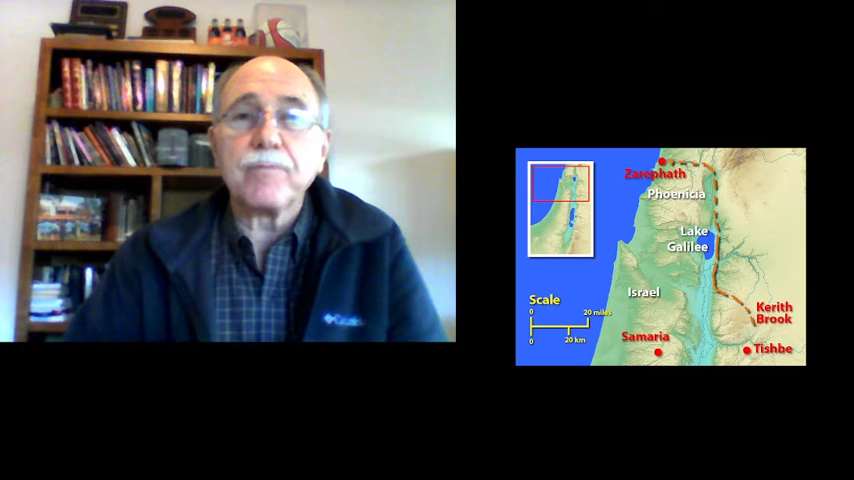 Zarephath
Phoenicia
Lake
Galilee
Israel
Scale
0
20 miles
0
20 km
Kerith
Brook
Samaria
Tishbe
Columbia